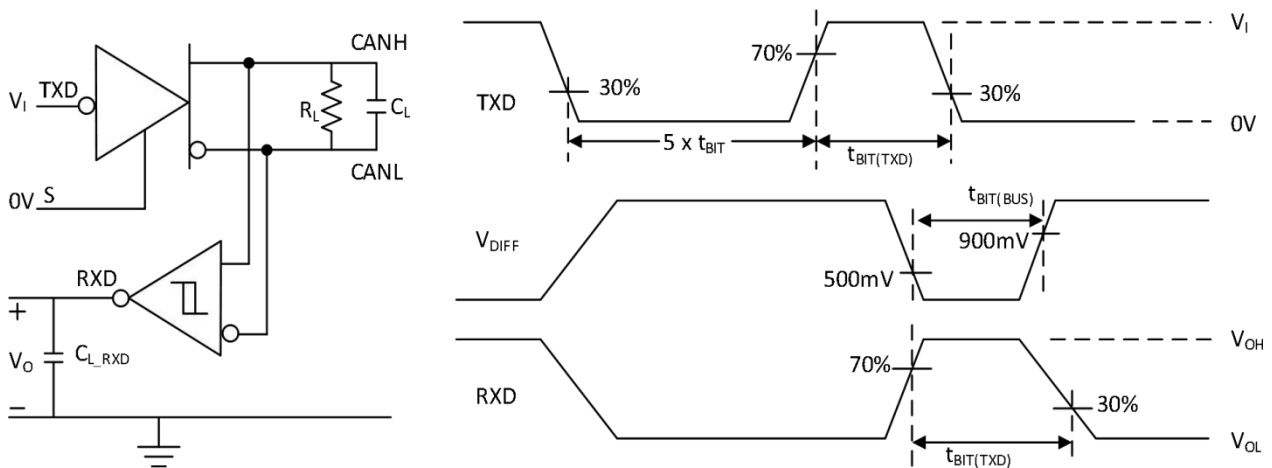 CANH
V_I TXD
R_L
C_L
CANL
0V S
RXD
+
V_O
C_L_RXD
−
TXD
30%
70%
30%
V_I
0V
5 x t_BIT
t_BIT(TXD)
V_DIFF
500mV
t_BIT(BUS)
900mV
RXD
70%
30%
V_OH
V_OL
t_BIT(TXD)